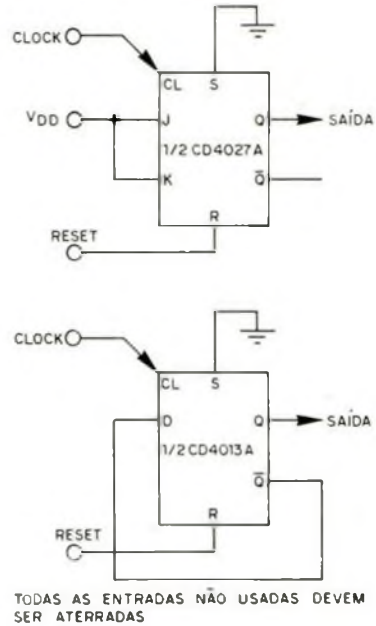 CLOCK
CL S
VDD J Q SAÍDA
1/2 CD4027A
K Q̅
R
RESET
CLOCK
CL S
D Q SAÍDA
1/2 CD4013A
Q̅
R
RESET
TODAS AS ENTRADAS NÃO USADAS DEVEM
SER ATERRADAS